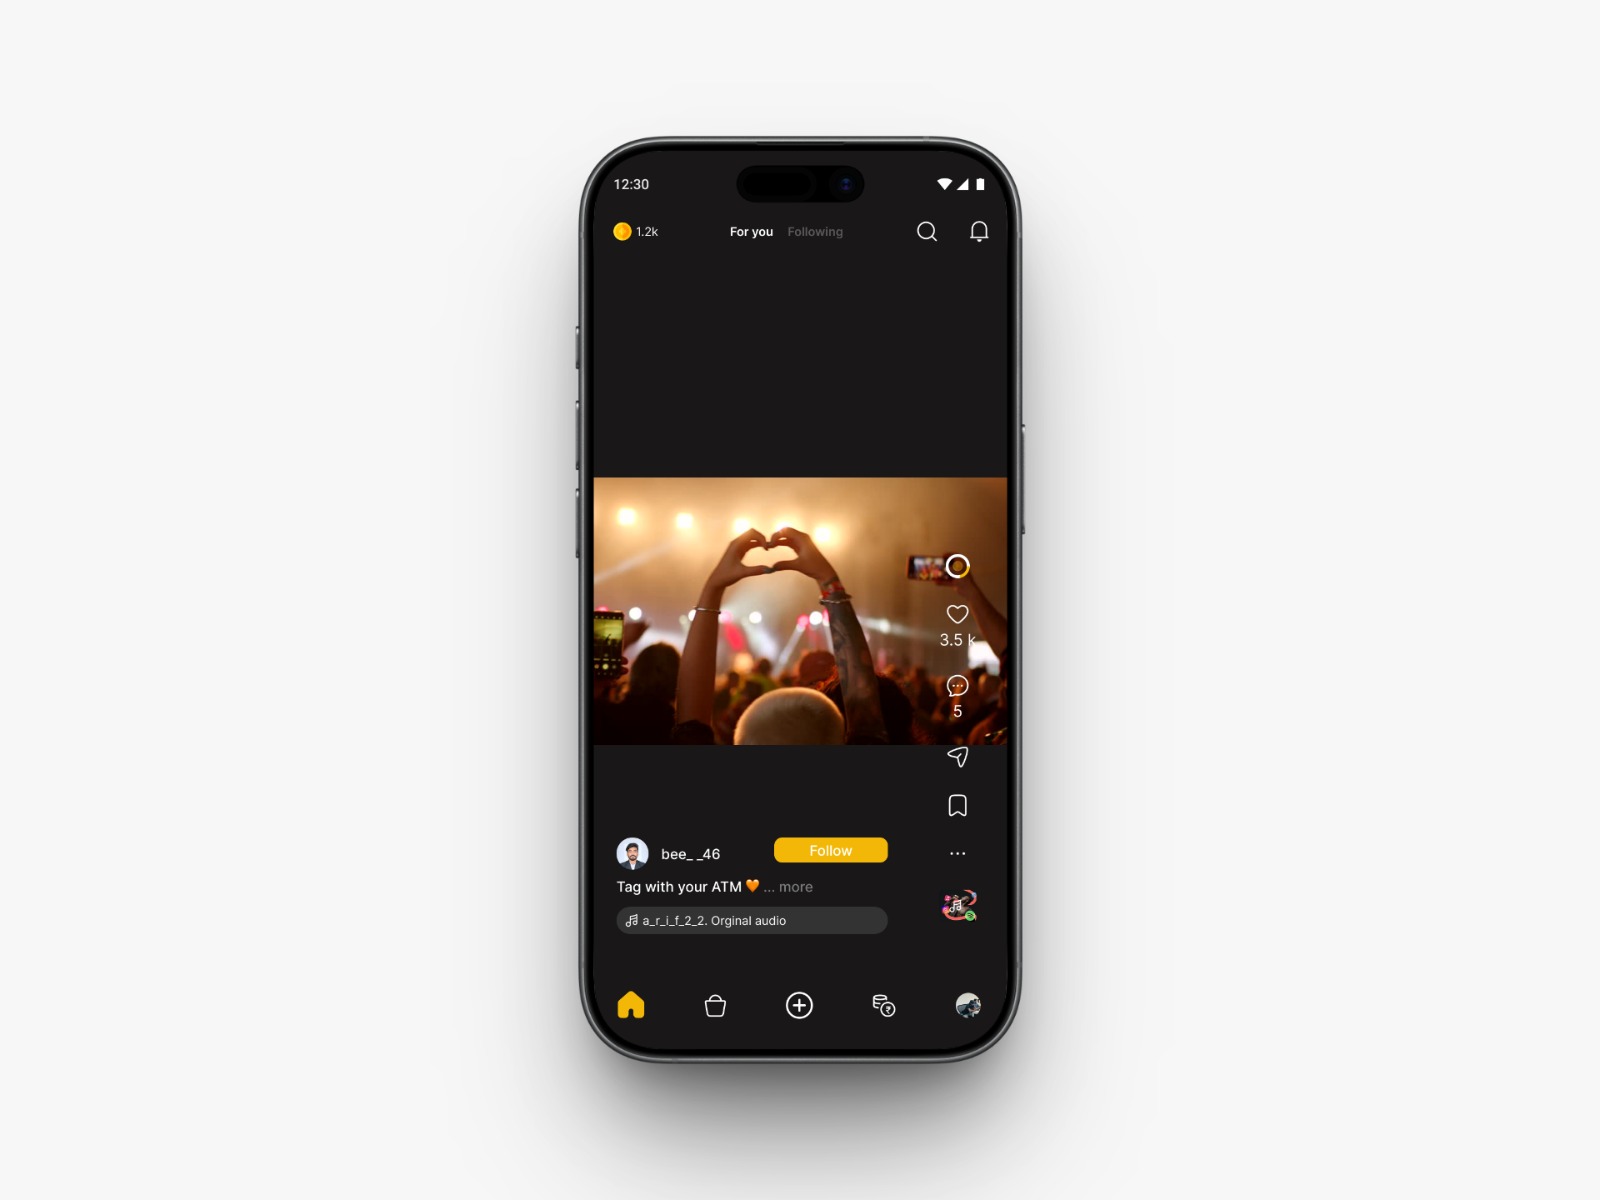 12:30
1.2k
For you Following
3.5 k
5
bee_ _46
Follow
Tag with your ATM 🧡 ... more
a_r_i_f_2_2. Orginal audio